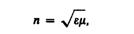 n = √εμ,